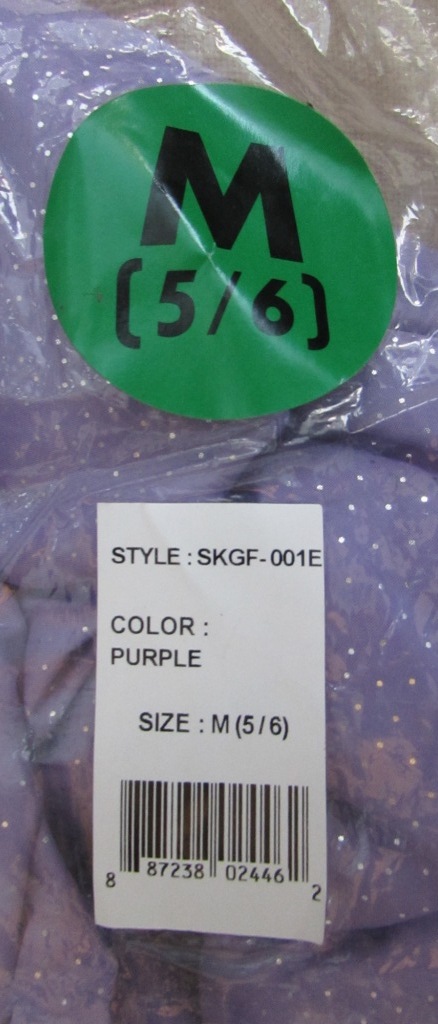 M
(5/6)
STYLE : SKGF-001E
COLOR :
PURPLE
SIZE : M (5/6)
8 87238 02446 2